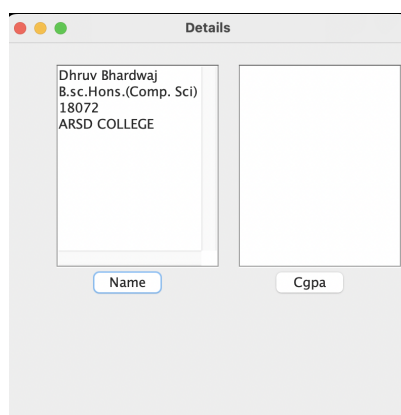 Details
Dhruv Bhardwaj
B.sc.Hons.(Comp. Sci)
18072
ARSD COLLEGE
Name
Cgpa